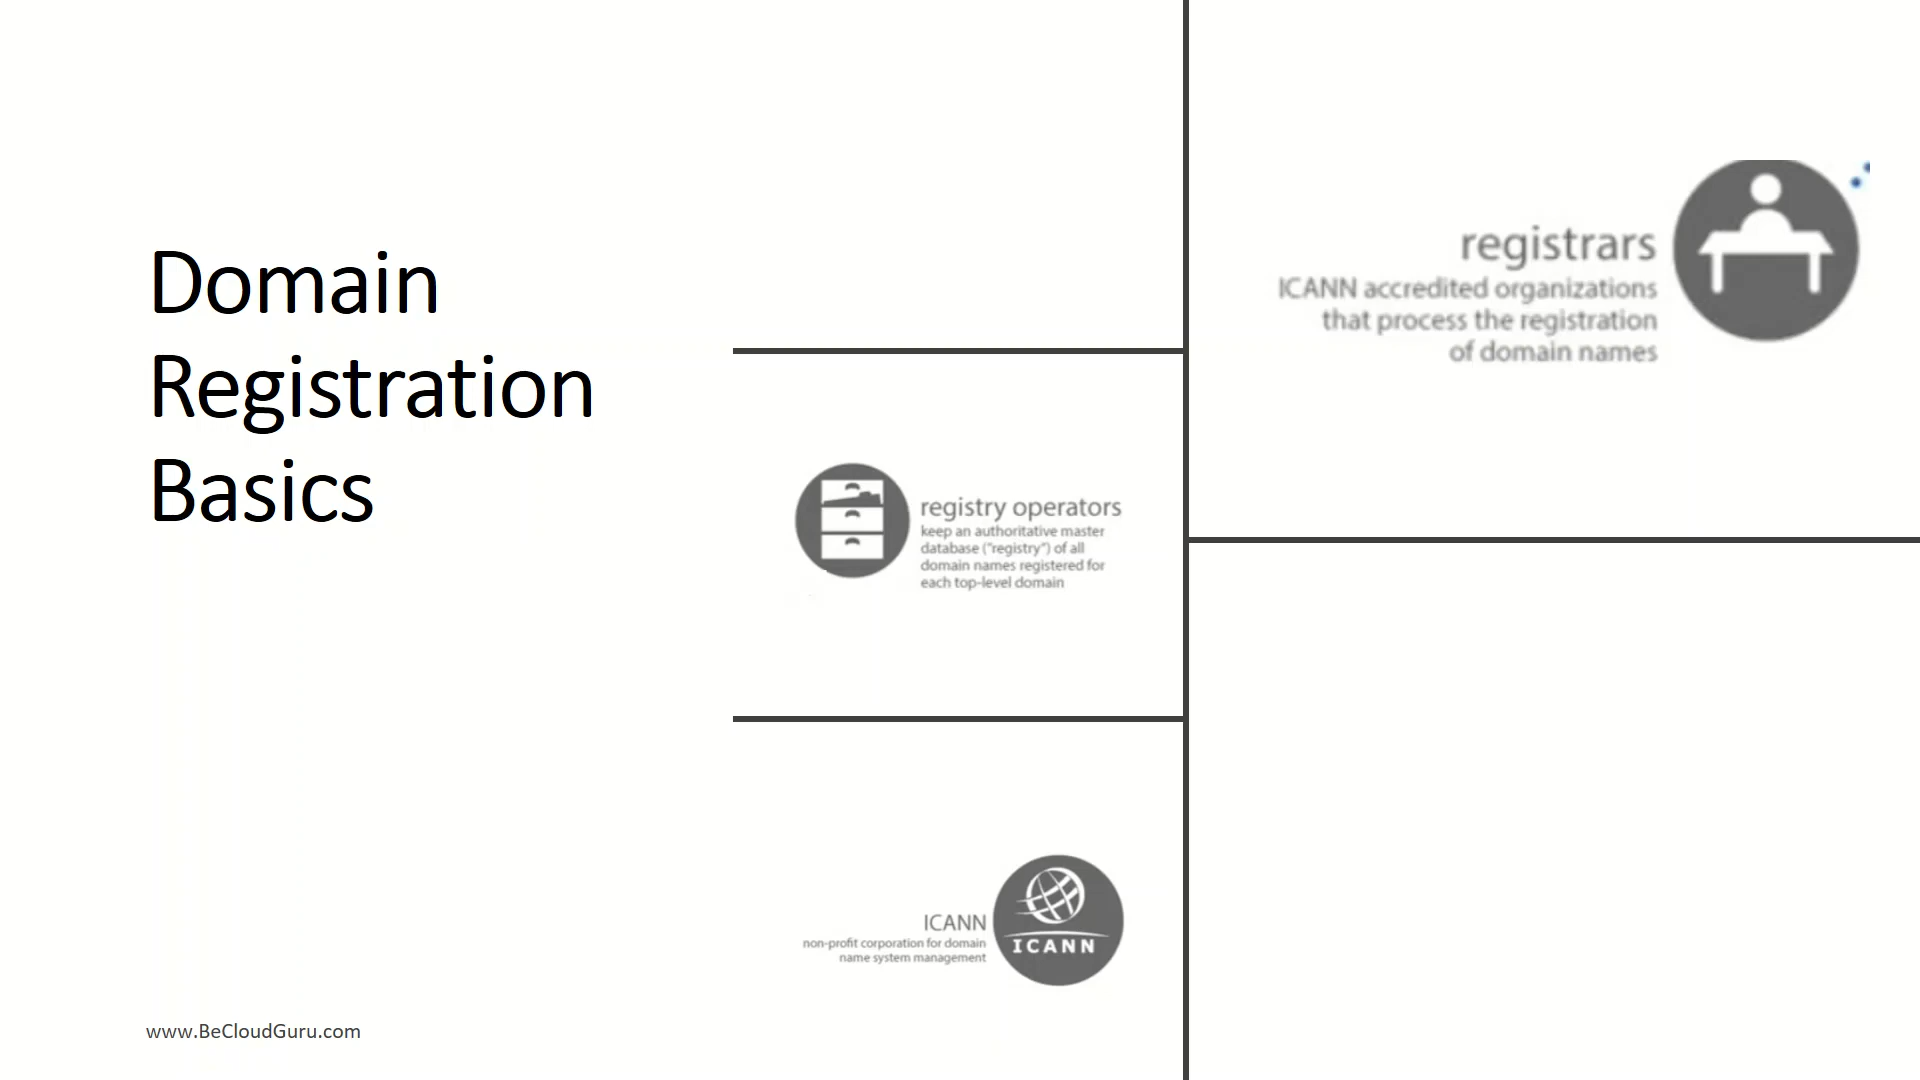 Domain
Registration
Basics
registrars
ICANN accredited organizations
that process the registration
of domain names
registry operators
keep an authoritative master
database ("registry") of all
domain names registered for
each top-level domain
ICANN
non-profit corporation for domain
name system management
ICANN
www.BeCloudGuru.com